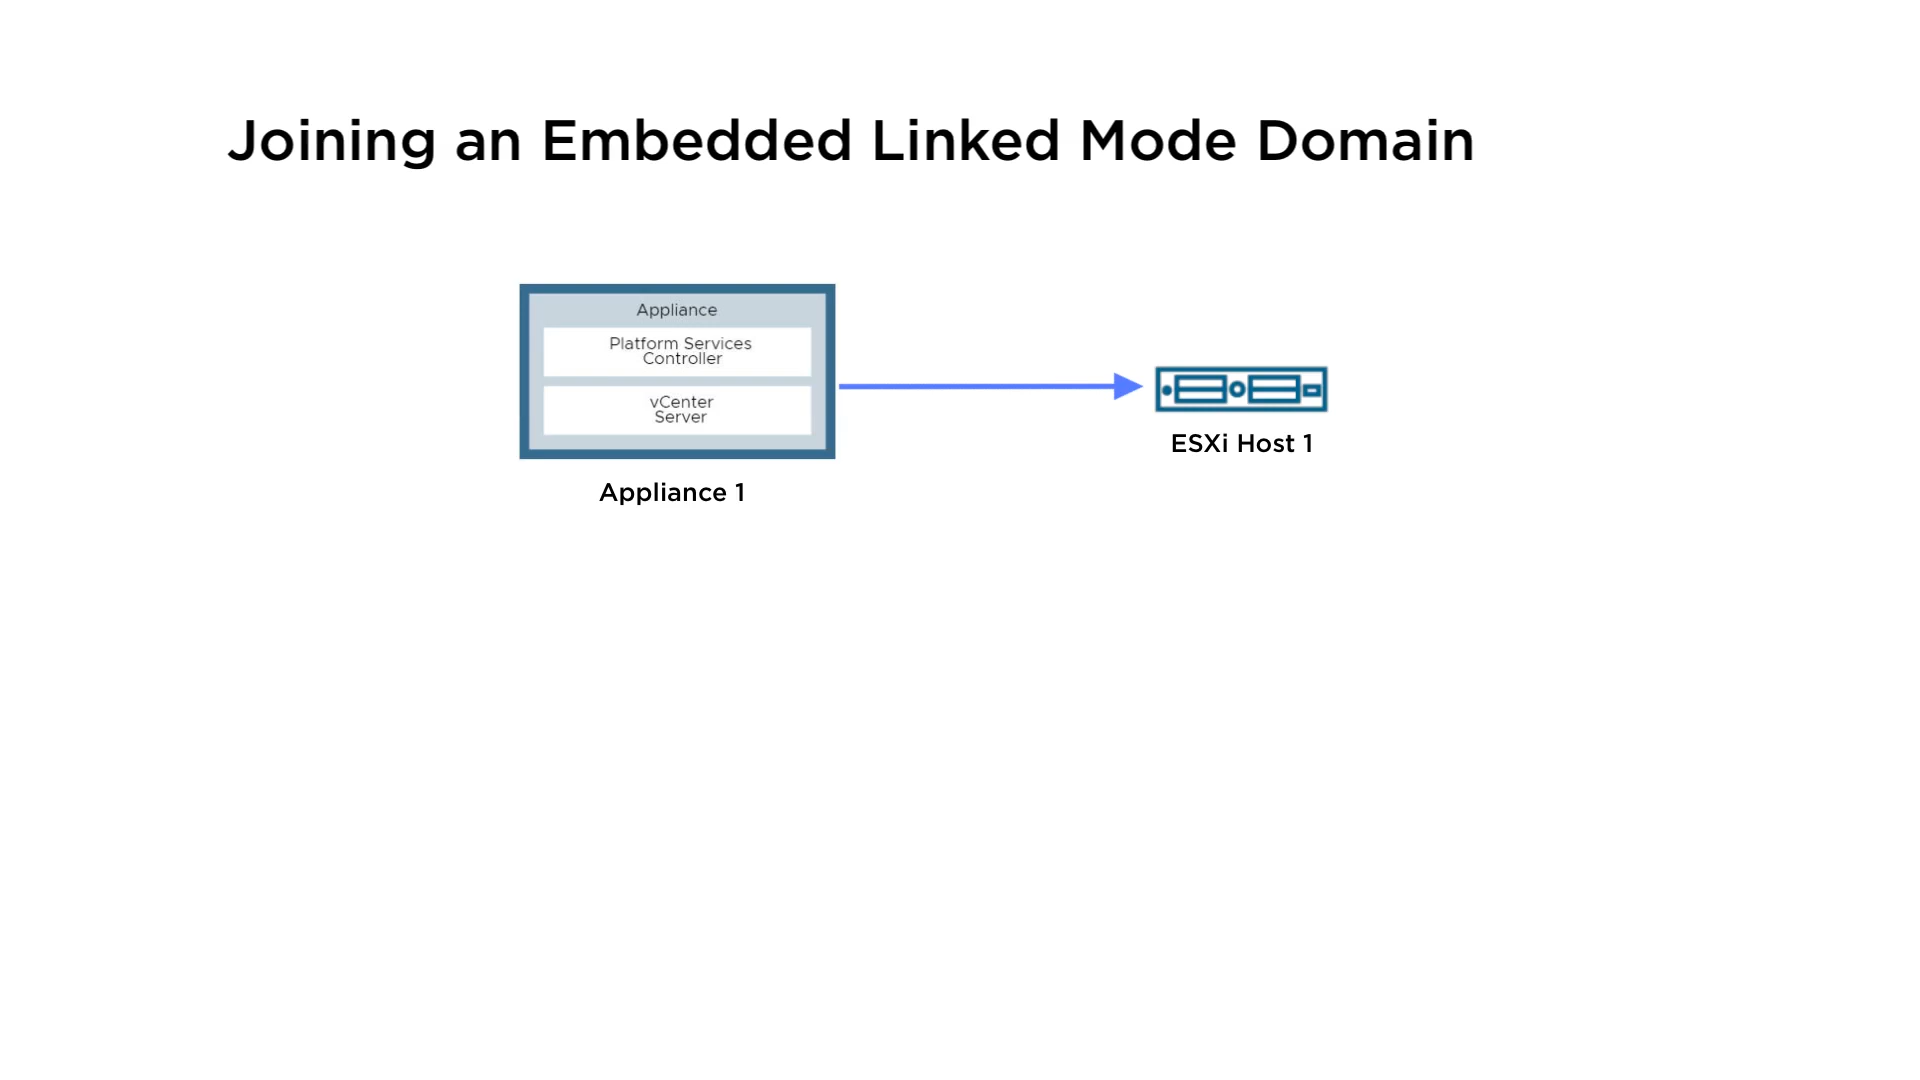 Joining an Embedded Linked Mode Domain
Appliance
Platform Services
Controller
vCenter
Server
Appliance 1
ESXi Host 1